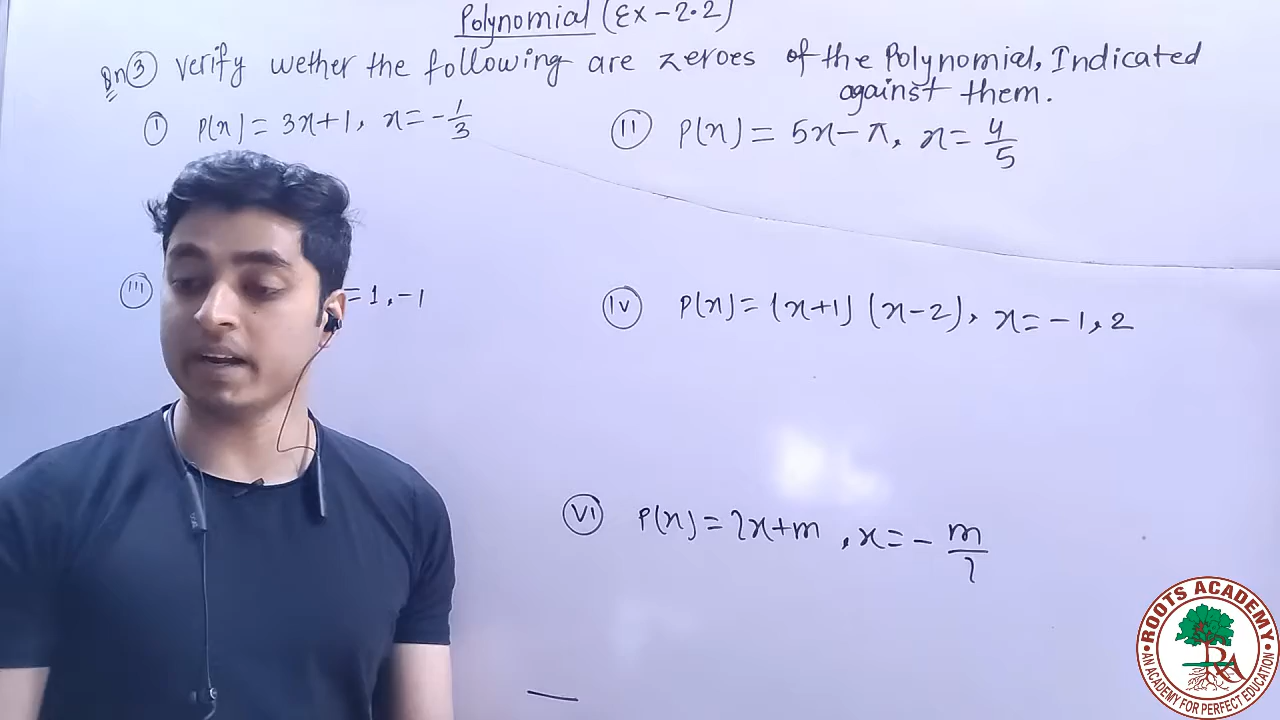 Polynomial (Ex-2.2)
Qn ③ Verify wether the following are zeroes of the Polynomial, Indicated
against them.
ⓘ P(x) = 3x+1, x = -1/3
ⓘⓘ P(x) = 5x-π, x = 4/5
ⓘⓘⓘ = 1, -1
ⓘⓥ P(x) = (x+1) (x-2), x = -1, 2
ⓥⓘ P(x) = lx+m, x = -m/l
ROOTS ACADEMY
RA
AN ACADEMY FOR PERFECT EDUCATION